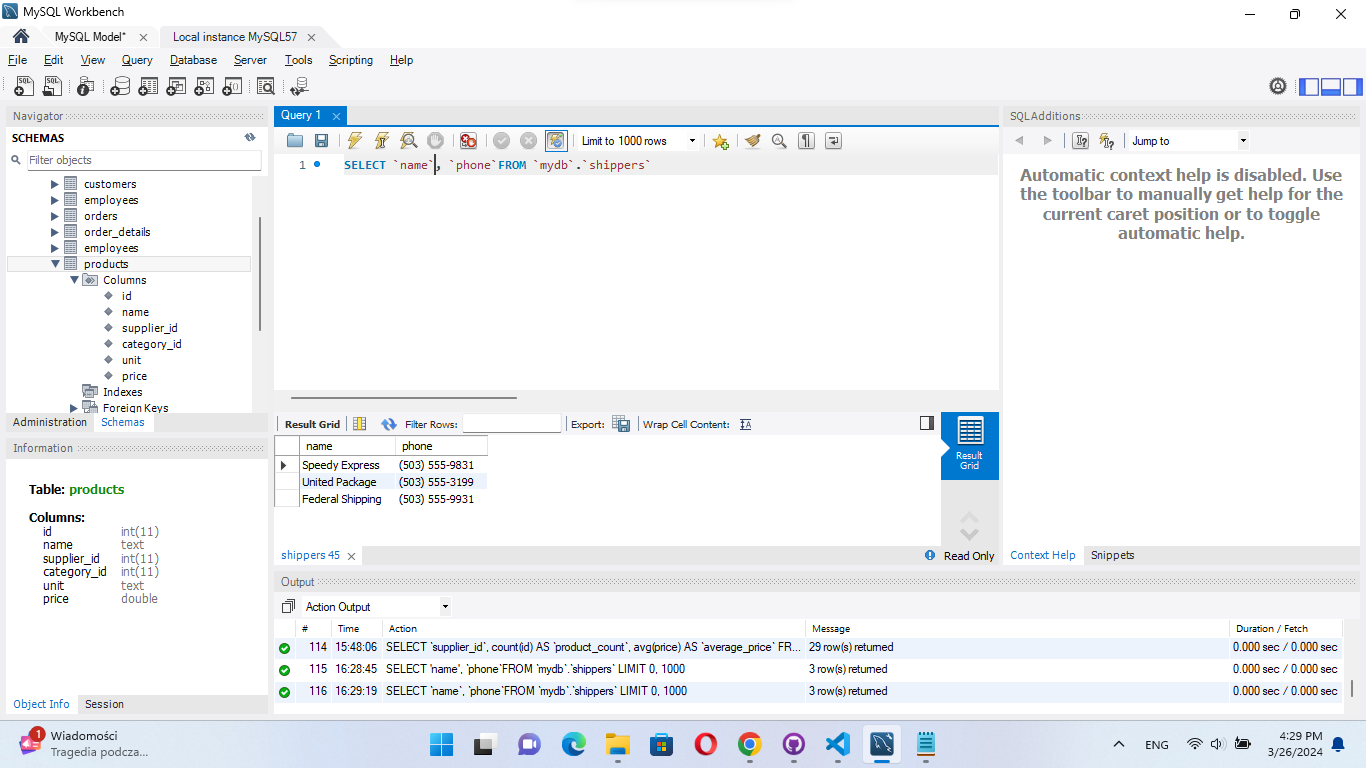 MySQL Workbench
MySQL Model*
Local instance MySQL57
File Edit View Query Database Server Tools Scripting Help
Navigator
SCHEMAS
Filter objects
customers
employees
orders
order_details
employees
products
Columns
id
name
supplier_id
category_id
unit
price
Indexes
Foreign Keys
Administration Schemas
Information
Table: products
Columns:
id int(11)
name text
supplier_id int(11)
category_id int(11)
unit text
price double
Object Info Session
Query 1
Limit to 1000 rows
1 SELECT `name`, `phone`FROM `mydb`.`shippers`
Result Grid Filter Rows: Export: Wrap Cell Content:
name phone
Speedy Express (503) 555-9831
United Package (503) 555-3199
Federal Shipping (503) 555-9931
Result
Grid
shippers 45
Read Only
SQLAdditions
Jump to
Automatic context help is disabled. Use
the toolbar to manually get help for the
current caret position or to toggle
automatic help.
Context Help Snippets
Output
Action Output
# Time Action Message Duration / Fetch
114 15:48:06 SELECT `supplier_id`, count(id) AS `product_count`, avg(price) AS `average_price` FR... 29 row(s) returned 0.000 sec / 0.000 sec
115 16:28:45 SELECT 'name', `phone`FROM `mydb`.`shippers` LIMIT 0, 1000 3 row(s) returned 0.000 sec / 0.000 sec
116 16:29:19 SELECT `name`, `phone`FROM `mydb`.`shippers` LIMIT 0, 1000 3 row(s) returned 0.000 sec / 0.000 sec
1
Wiadomości
Tragedia podcza...
ENG
4:29 PM
3/26/2024